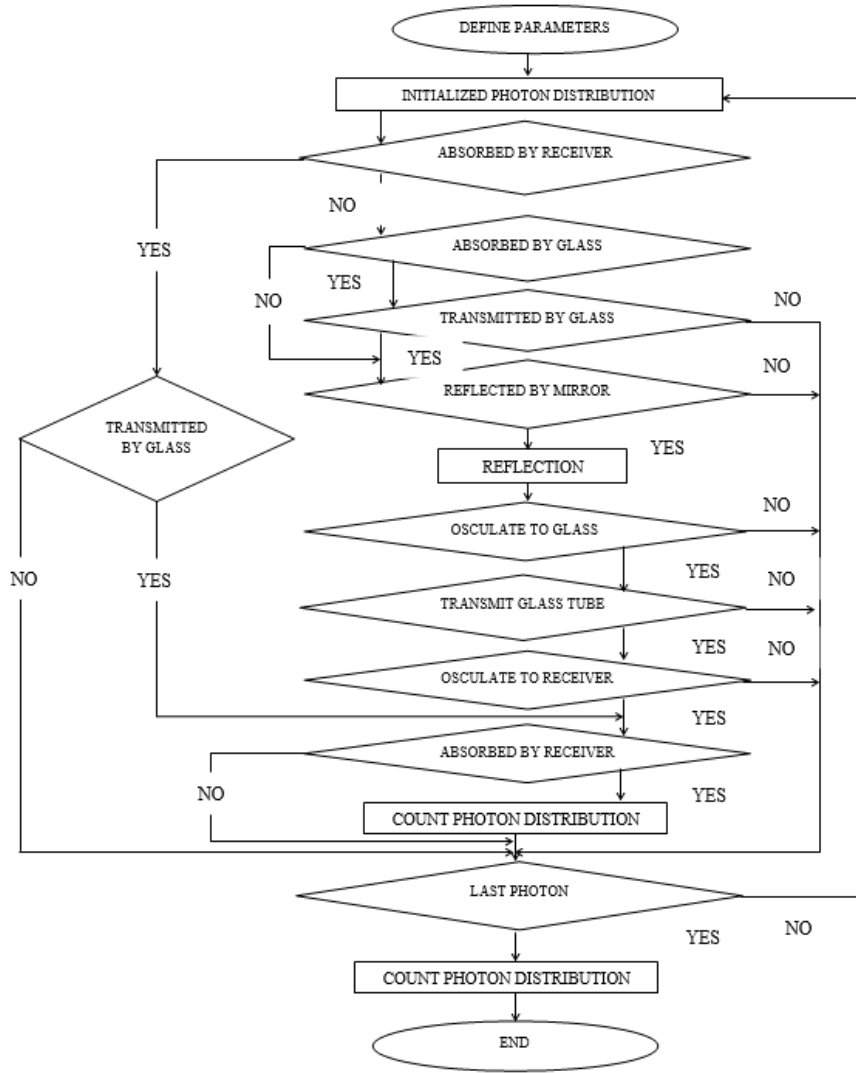 DEFINE PARAMETERS
INITIALIZED PHOTON DISTRIBUTION
ABSORBED BY RECEIVER
NO
YES
ABSORBED BY GLASS
YES
NO
NO
TRANSMITTED BY GLASS
YES
NO
REFLECTED BY MIRROR
TRANSMITTED
BY GLASS
YES
REFLECTION
NO
OSCULATE TO GLASS
NO
YES
YES
NO
TRANSMIT GLASS TUBE
YES
NO
OSCULATE TO RECEIVER
YES
ABSORBED BY RECEIVER
NO
YES
COUNT PHOTON DISTRIBUTION
LAST PHOTON
YES
NO
COUNT PHOTON DISTRIBUTION
END